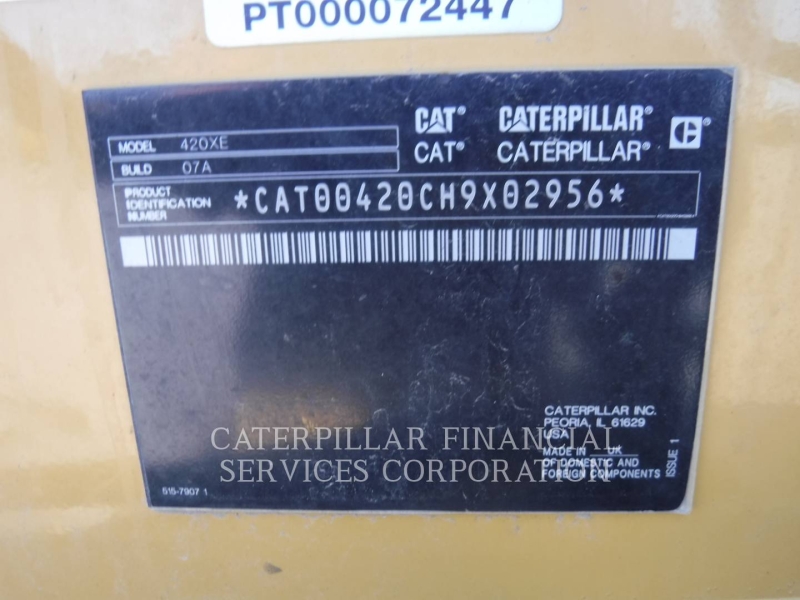 PT000072447
CAT® CATERPILLAR®
CAT® CATERPILLAR®
MODEL 420XE
BUILD 07A
PRODUCT
IDENTIFICATION
NUMBER
*CAT00420CH9X02956*
CATERPILLAR INC.
PEORIA, IL 61629
USA
MADE IN UK
OF DOMESTIC AND
FOREIGN COMPONENTS
ISSUE 1
515-7907 1
CATERPILLAR FINANCIAL
SERVICES CORPORATION